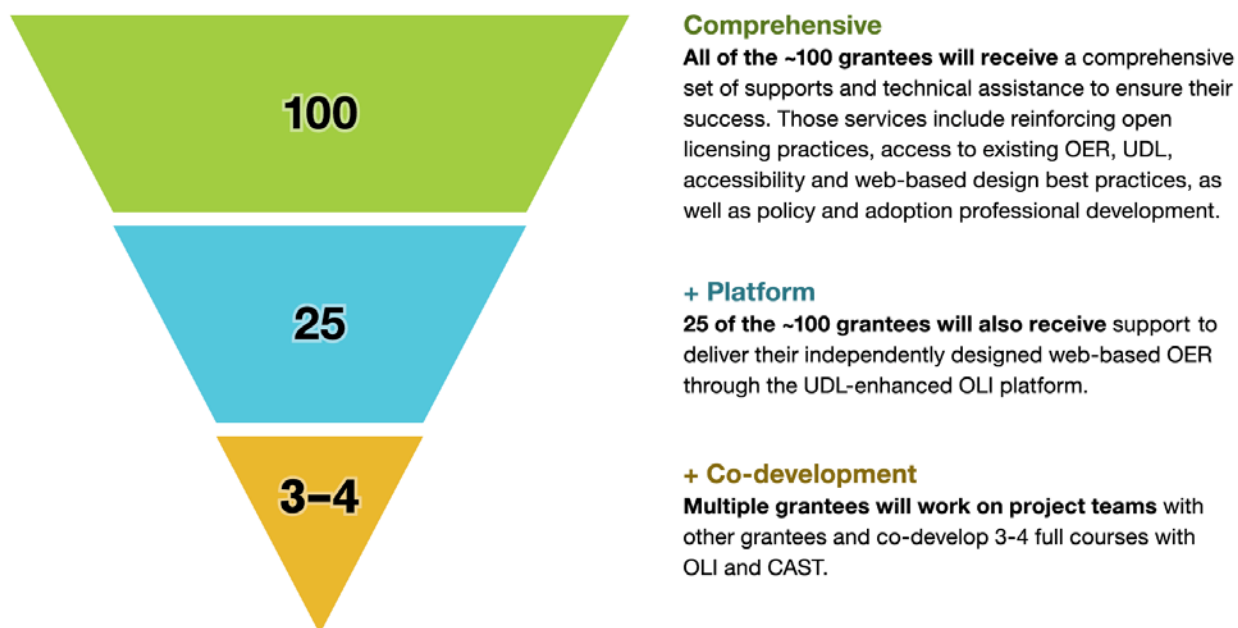 100
Comprehensive
All of the ~100 grantees will receive a comprehensive
set of supports and technical assistance to ensure their
success. Those services include reinforcing open
licensing practices, access to existing OER, UDL,
accessibility and web-based design best practices, as
well as policy and adoption professional development.
25
+ Platform
25 of the ~100 grantees will also receive support to
deliver their independently designed web-based OER
through the UDL-enhanced OLI platform.
3–4
+ Co-development
Multiple grantees will work on project teams with
other grantees and co-develop 3-4 full courses with
OLI and CAST.